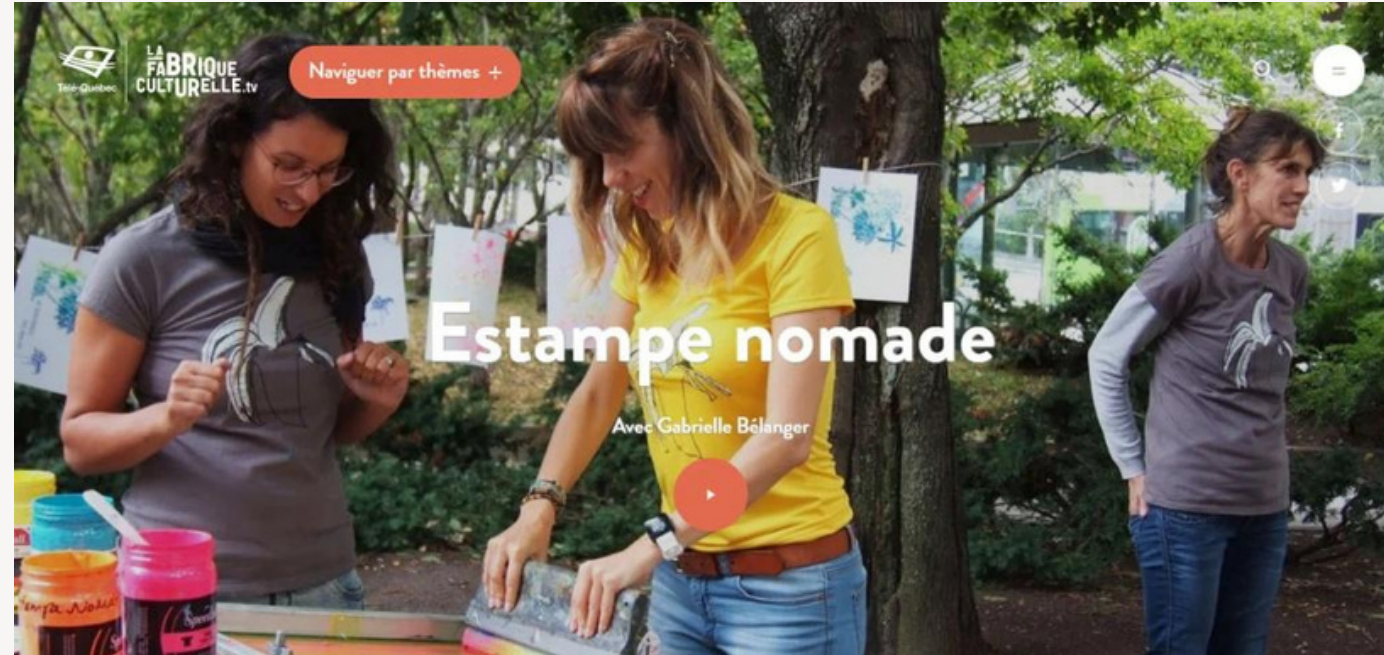 Télé-Québec
LA
FABRIQUE
CULTURELLE.tv
Naviguer par thèmes +
Estampe nomade
Avec Gabrielle Bélanger